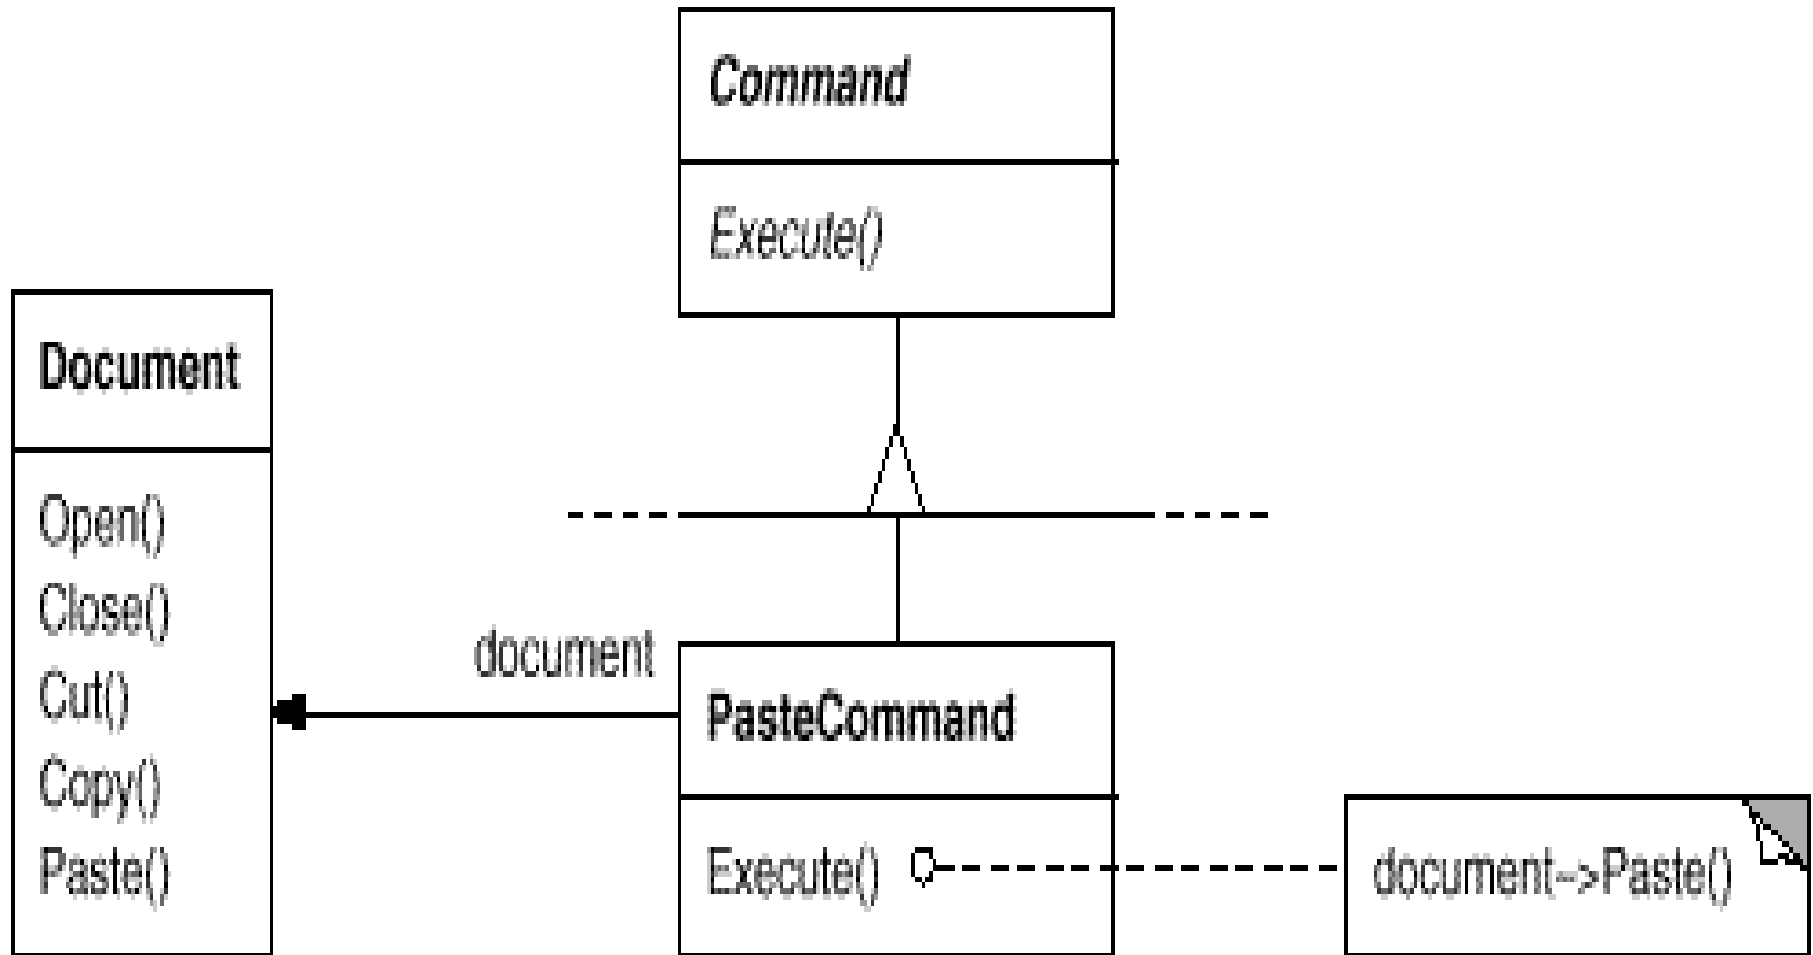 Command
Execute()
Document
Open()
Close()
Cut()
Copy()
Paste()
document
PasteCommand
Execute()
document->Paste()